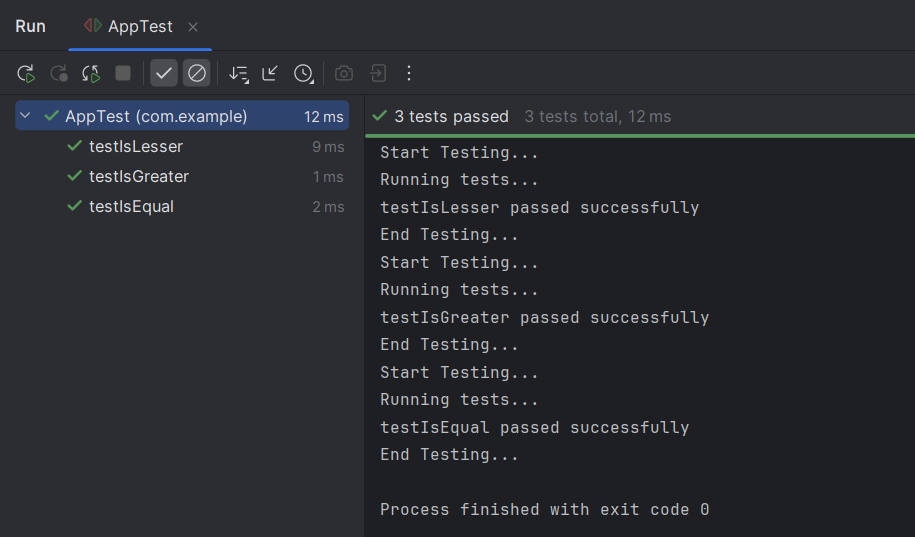 Run AppTest
AppTest (com.example) 12 ms
testIsLesser 9 ms
testIsGreater 1 ms
testIsEqual 2 ms
3 tests passed 3 tests total, 12 ms
Start Testing...
Running tests...
testIsLesser passed successfully
End Testing...
Start Testing...
Running tests...
testIsGreater passed successfully
End Testing...
Start Testing...
Running tests...
testIsEqual passed successfully
End Testing...
Process finished with exit code 0